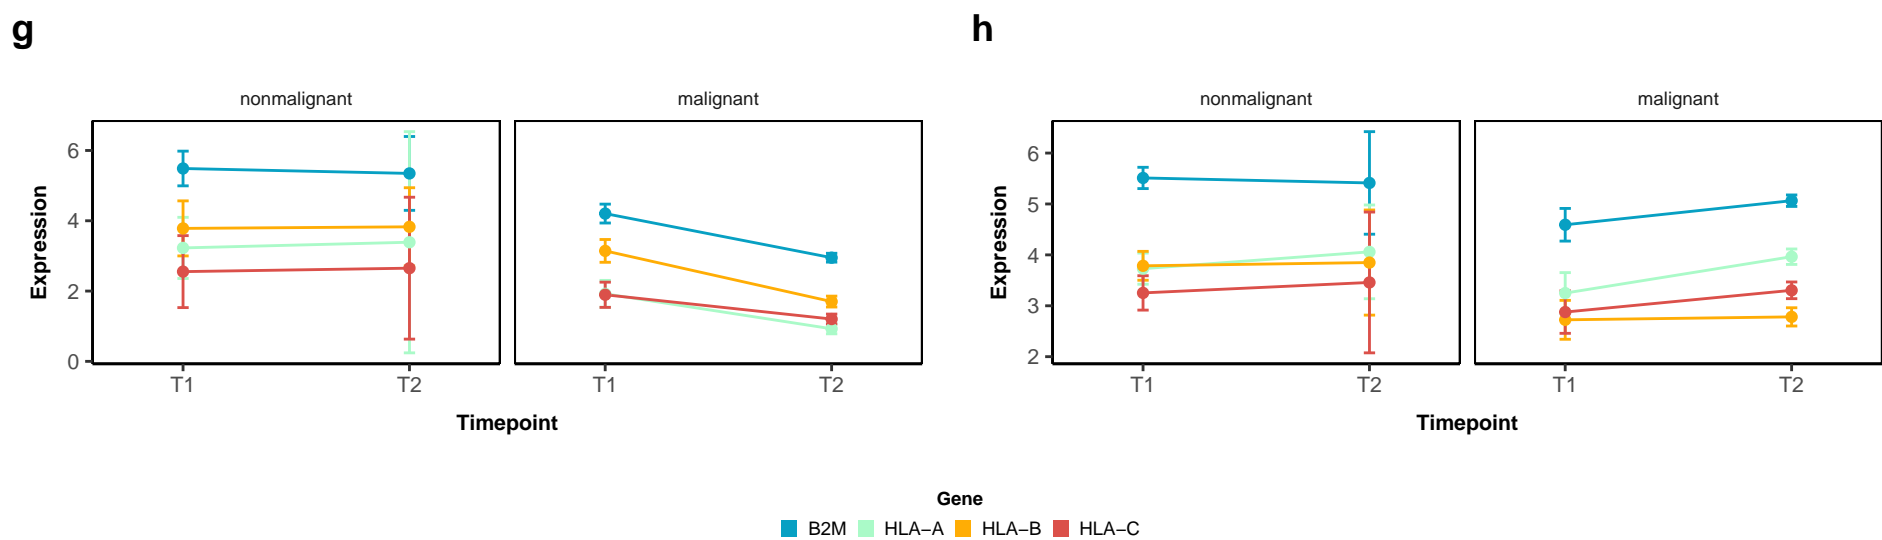 g
h
nonmalignant malignant
nonmalignant malignant
Expression
6
4
2
0
T1 T2 T1 T2
Timepoint
Expression
6
5
4
3
2
T1 T2 T1 T2
Timepoint
Gene
B2M HLA−A HLA−B HLA−C